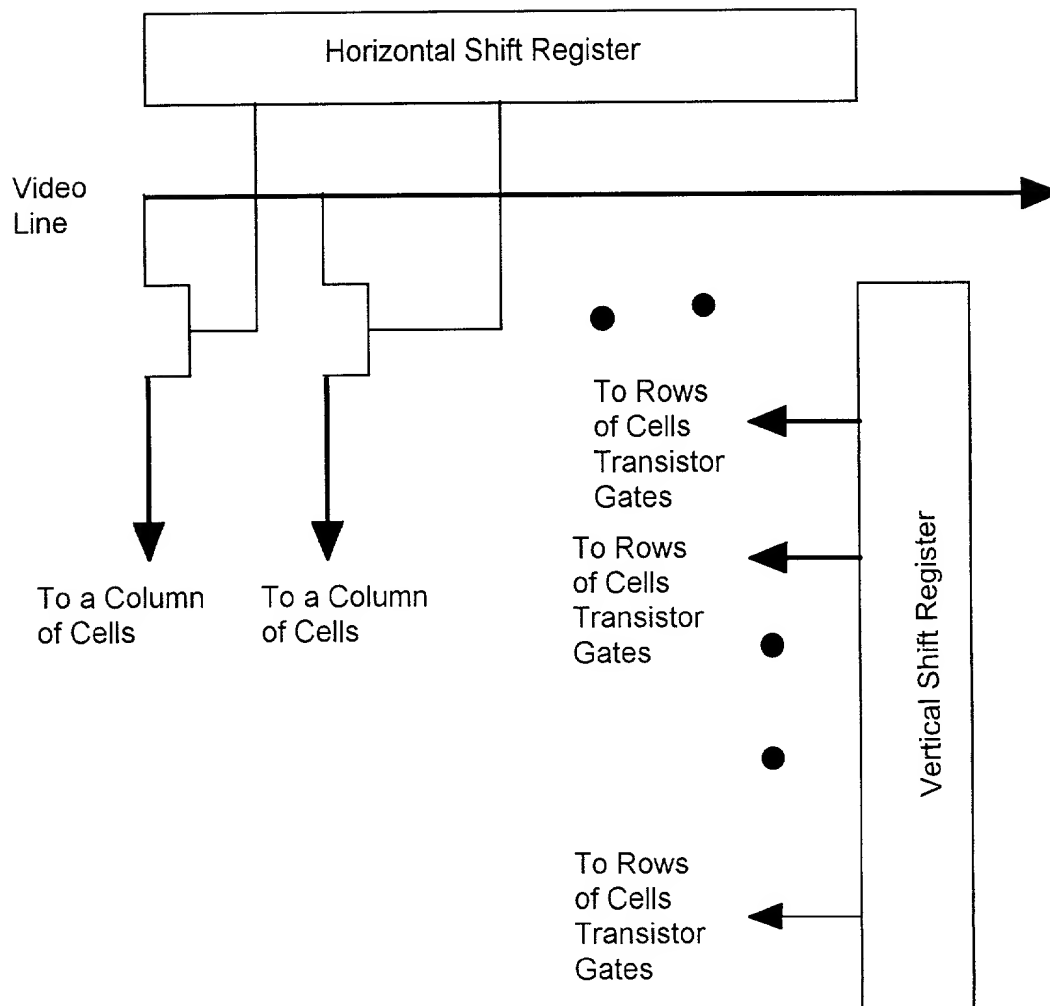 Horizontal Shift Register
Video
Line
To Rows
of Cells
Transistor
Gates
To Rows
of Cells
Transistor
Gates
To a Column
of Cells
To a Column
of Cells
Vertical Shift Register
To Rows
of Cells
Transistor
Gates